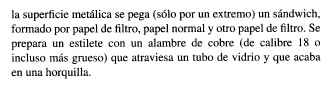 la superficie metálica se pega (sólo por un extremo) un sándwich,
formado por papel de filtro, papel normal y otro papel de filtro. Se
prepara un estilete con un alambre de cobre (de calibre 18 o
incluso más grueso) que atraviesa un tubo de vidrio y que acaba
en una horquilla.